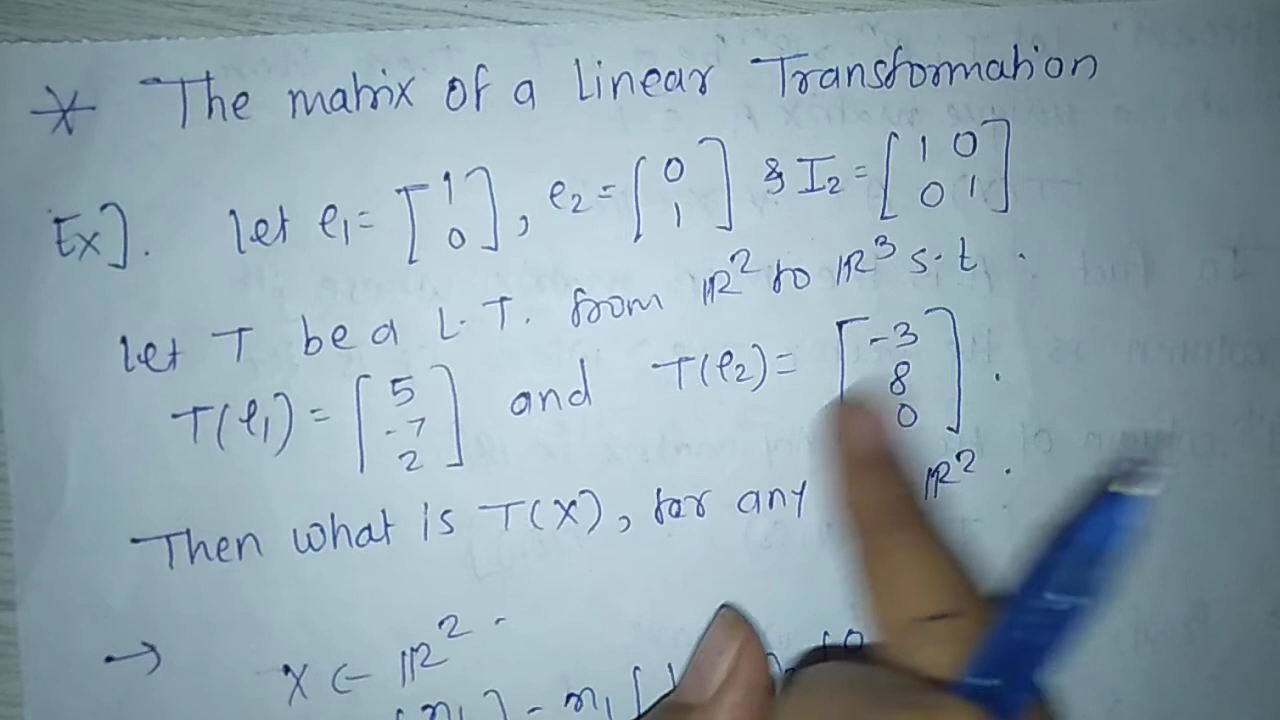 * The matrix of a Linear Transformation
Ex]. let e₁ = [1 0], e₂ = [0 1] & I₂ = [1 0 0 1]
let T be a L.T. from ℝ² to ℝ³ s.t.
T(e₁) = [5 -7 2] and T(e₂) = [-3 8 0].
Then what is T(x), for any ℝ².
→ x ∈ ℝ².